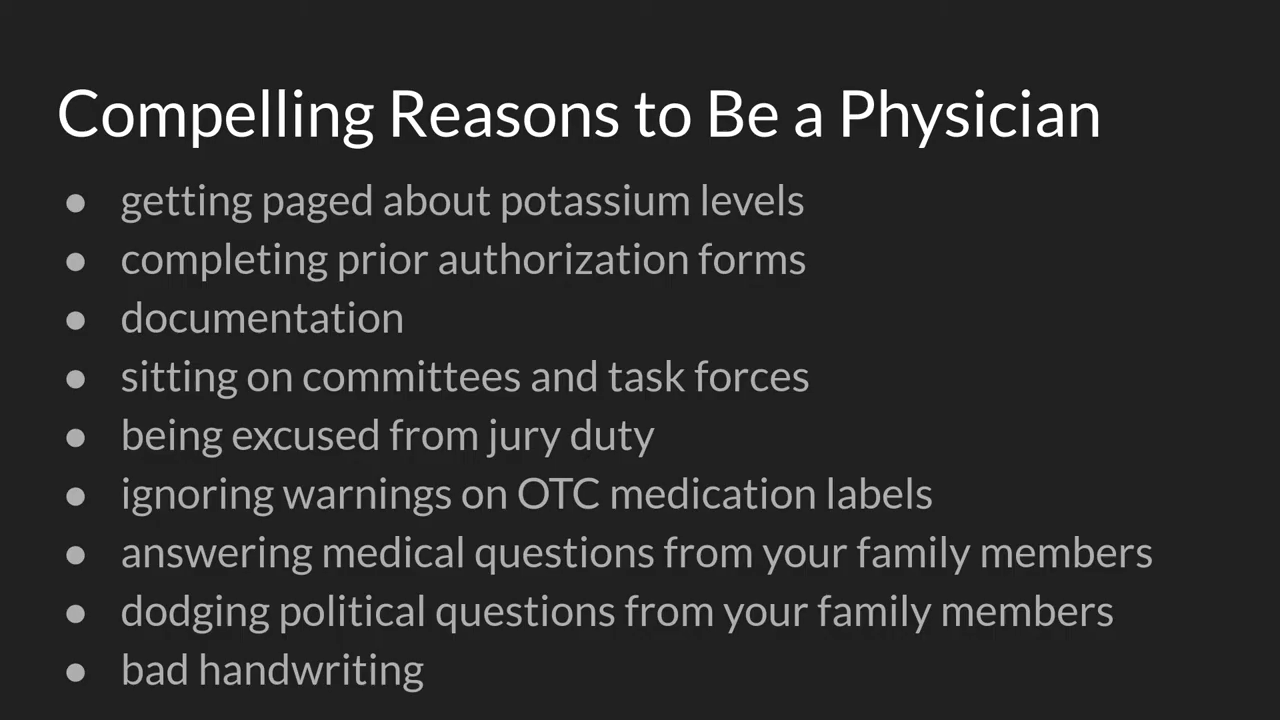 Compelling Reasons to Be a Physician
● getting paged about potassium levels
● completing prior authorization forms
● documentation
● sitting on committees and task forces
● being excused from jury duty
● ignoring warnings on OTC medication labels
● answering medical questions from your family members
● dodging political questions from your family members
● bad handwriting